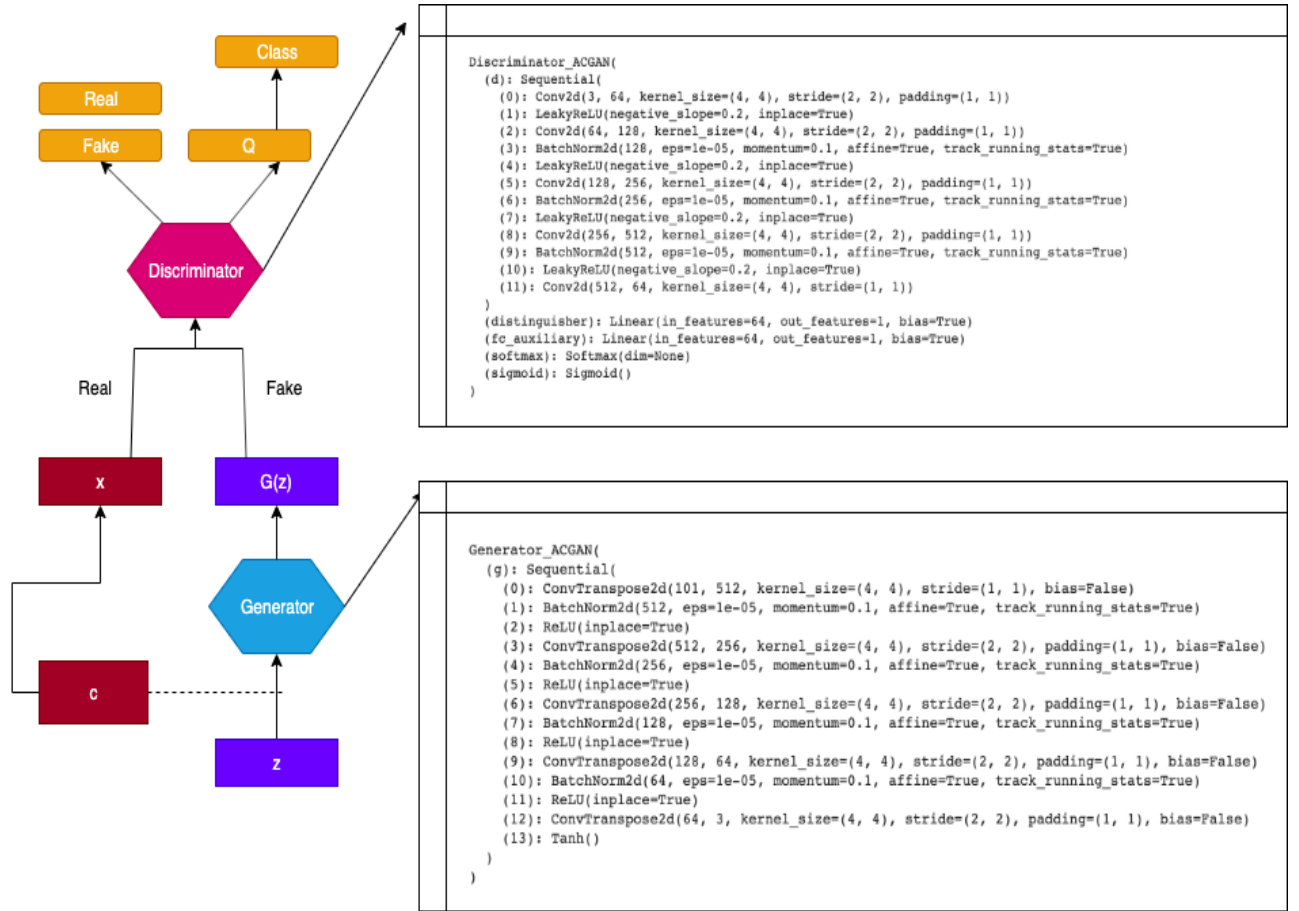 Class
Real
Fake
Q
Discriminator
Real
Fake
x
G(z)
Generator
c
z
Discriminator_ACGAN(
  (d): Sequential(
    (0): Conv2d(3, 64, kernel_size=(4, 4), stride=(2, 2), padding=(1, 1))
    (1): LeakyReLU(negative_slope=0.2, inplace=True)
    (2): Conv2d(64, 128, kernel_size=(4, 4), stride=(2, 2), padding=(1, 1))
    (3): BatchNorm2d(128, eps=1e-05, momentum=0.1, affine=True, track_running_stats=True)
    (4): LeakyReLU(negative_slope=0.2, inplace=True)
    (5): Conv2d(128, 256, kernel_size=(4, 4), stride=(2, 2), padding=(1, 1))
    (6): BatchNorm2d(256, eps=1e-05, momentum=0.1, affine=True, track_running_stats=True)
    (7): LeakyReLU(negative_slope=0.2, inplace=True)
    (8): Conv2d(256, 512, kernel_size=(4, 4), stride=(2, 2), padding=(1, 1))
    (9): BatchNorm2d(512, eps=1e-05, momentum=0.1, affine=True, track_running_stats=True)
    (10): LeakyReLU(negative_slope=0.2, inplace=True)
    (11): Conv2d(512, 64, kernel_size=(4, 4), stride=(1, 1))
  )
  (distinguisher): Linear(in_features=64, out_features=1, bias=True)
  (fc_auxiliary): Linear(in_features=64, out_features=1, bias=True)
  (softmax): Softmax(dim=None)
  (sigmoid): Sigmoid()
)
Generator_ACGAN(
  (g): Sequential(
    (0): ConvTranspose2d(101, 512, kernel_size=(4, 4), stride=(1, 1), bias=False)
    (1): BatchNorm2d(512, eps=1e-05, momentum=0.1, affine=True, track_running_stats=True)
    (2): ReLU(inplace=True)
    (3): ConvTranspose2d(512, 256, kernel_size=(4, 4), stride=(2, 2), padding=(1, 1), bias=False)
    (4): BatchNorm2d(256, eps=1e-05, momentum=0.1, affine=True, track_running_stats=True)
    (5): ReLU(inplace=True)
    (6): ConvTranspose2d(256, 128, kernel_size=(4, 4), stride=(2, 2), padding=(1, 1), bias=False)
    (7): BatchNorm2d(128, eps=1e-05, momentum=0.1, affine=True, track_running_stats=True)
    (8): ReLU(inplace=True)
    (9): ConvTranspose2d(128, 64, kernel_size=(4, 4), stride=(2, 2), padding=(1, 1), bias=False)
    (10): BatchNorm2d(64, eps=1e-05, momentum=0.1, affine=True, track_running_stats=True)
    (11): ReLU(inplace=True)
    (12): ConvTranspose2d(64, 3, kernel_size=(4, 4), stride=(2, 2), padding=(1, 1), bias=False)
    (13): Tanh()
  )
)